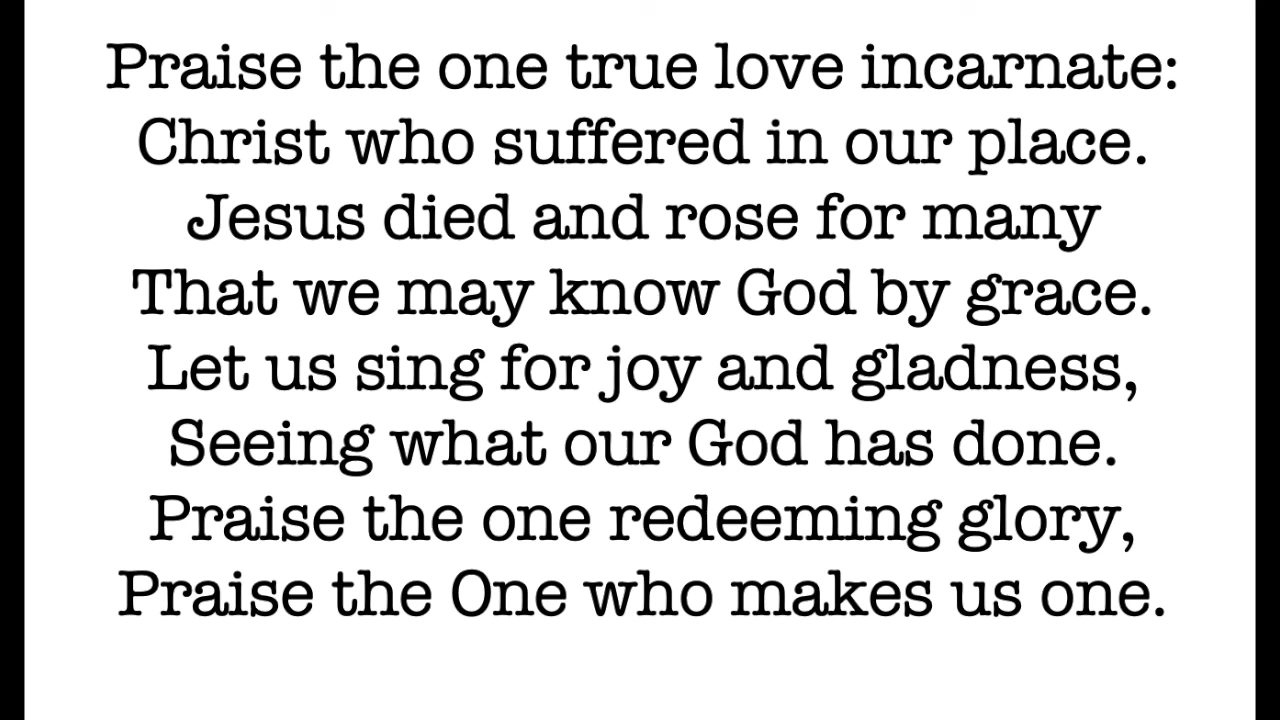 Praise the one true love incarnate:
Christ who suffered in our place.
Jesus died and rose for many
That we may know God by grace.
Let us sing for joy and gladness,
Seeing what our God has done.
Praise the one redeeming glory,
Praise the One who makes us one.